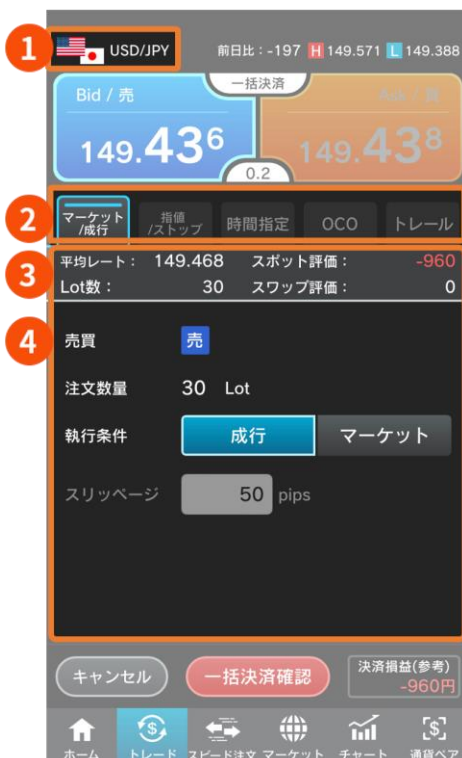 1
USD/JPY 前日比：-197 H 149.571 L 149.388
一括決済
Bid / 売 Ask / 買
149.436 149.438
0.2
2
マーケット
/成行
指値
/ストップ
時間指定 OCO トレール
3
平均レート： 149.468 スポット評価： -960
Lot数： 30 スワップ評価： 0
4
売買 売
注文数量 30 Lot
執行条件 成行 マーケット
スリッページ 50 pips
キャンセル 一括決済確認
決済損益(参考)
-960円
ホーム トレード スピード注文 マーケット チャート 通貨ペア